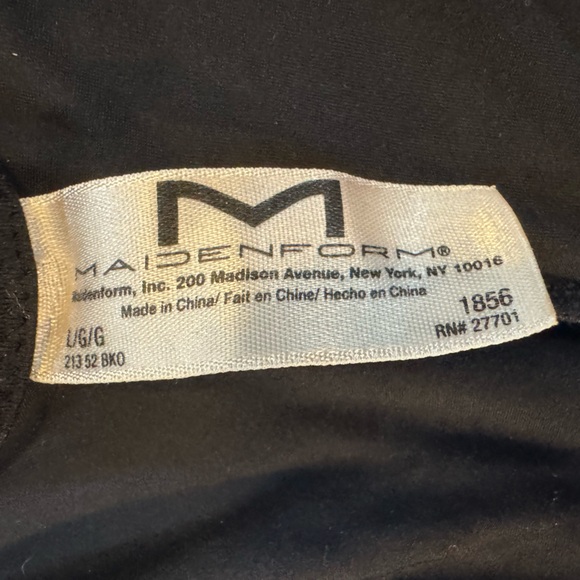 M
MAIDENFORM®
Maidenform, Inc. 200 Madison Avenue, New York, NY 10016
Made in China/ Fait en Chine/ Hecho en China
L/G/G
213 52 BKO
1856
RN# 27701